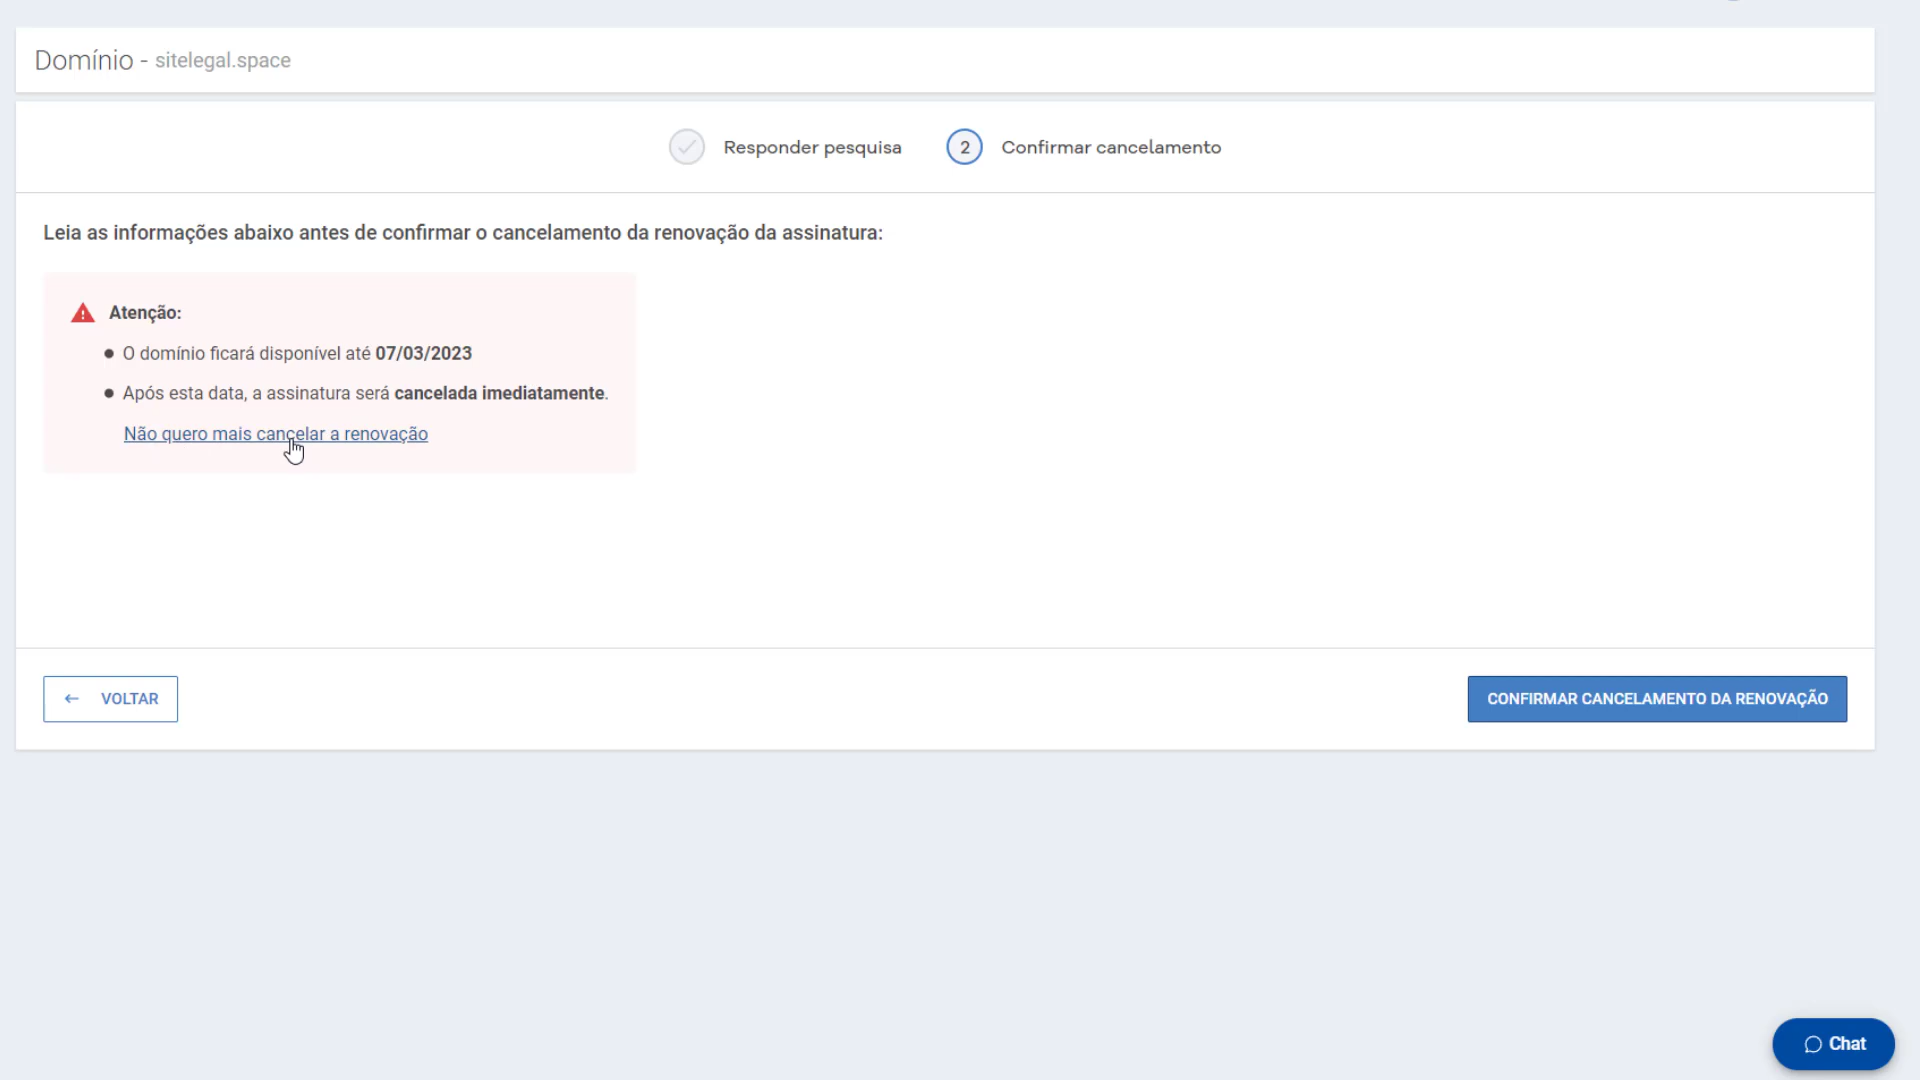 Domínio - sitelegal.space
Responder pesquisa
2 Confirmar cancelamento
Leia as informações abaixo antes de confirmar o cancelamento da renovação da assinatura:
Atenção:
● O domínio ficará disponível até 07/03/2023
● Após esta data, a assinatura será cancelada imediatamente.
Não quero mais cancelar a renovação
← VOLTAR
CONFIRMAR CANCELAMENTO DA RENOVAÇÃO
Chat